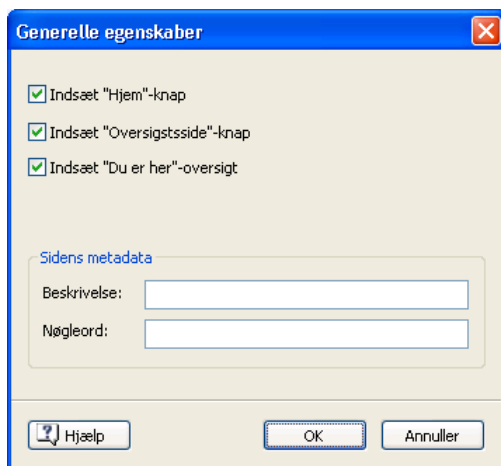 Generelle egenskaber
Indsæt "Hjem"-knap
Indsæt "Oversigstsside"-knap
Indsæt "Du er her"-oversigt
Sidens metadata
Beskrivelse:
Nøgleord:
Hjælp OK Annuller